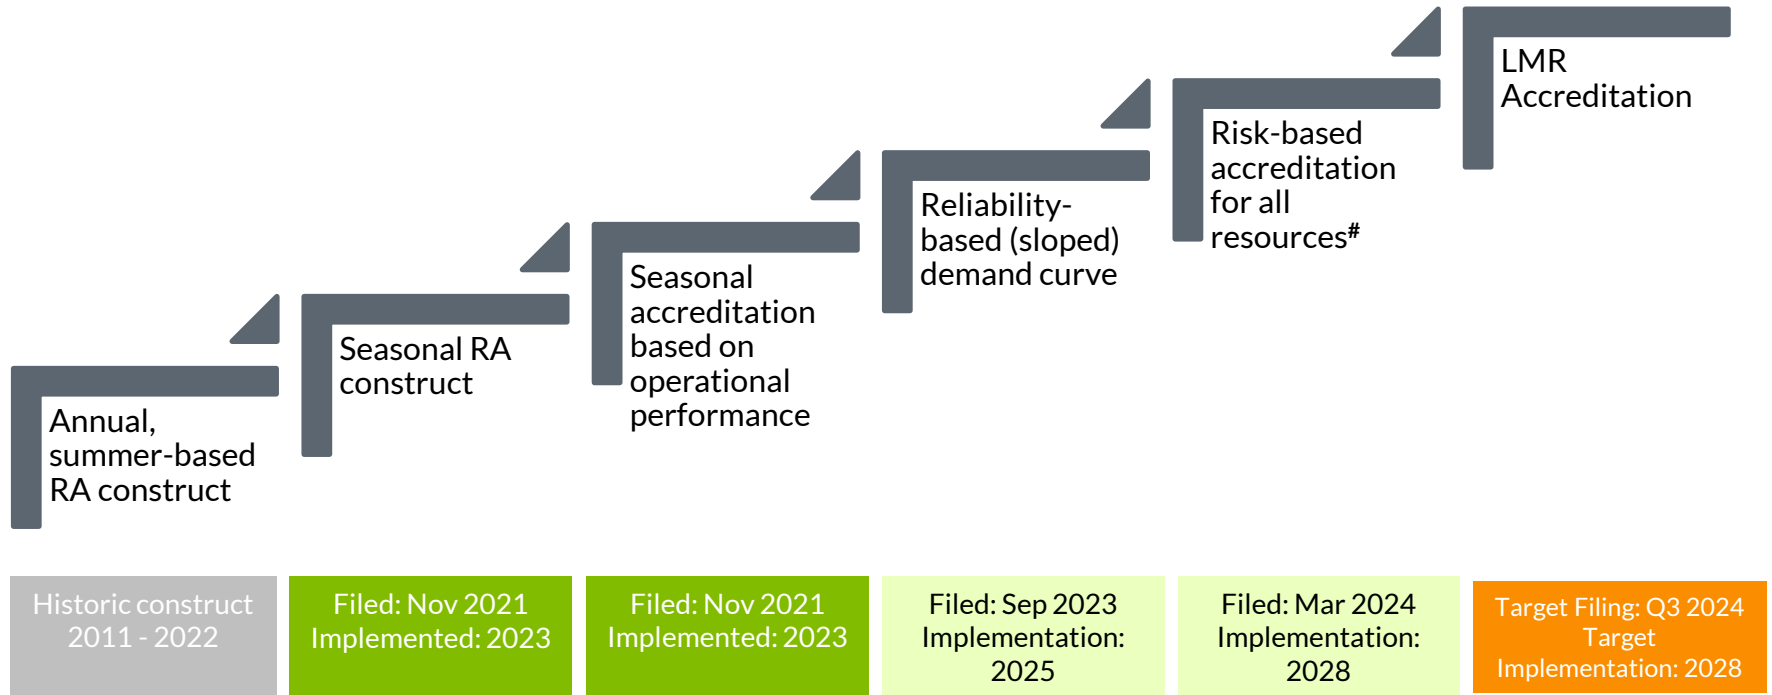 Annual,
summer-based
RA construct
Seasonal RA
construct
Seasonal
accreditation
based on
operational
performance
Reliability-
based (sloped)
demand curve
Risk-based
accreditation
for all
resources#
LMR
Accreditation
Historic construct
2011 - 2022
Filed: Nov 2021
Implemented: 2023
Filed: Nov 2021
Implemented: 2023
Filed: Sep 2023
Implementation:
2025
Filed: Mar 2024
Implementation:
2028
Target Filing: Q3 2024
Target
Implementation: 2028